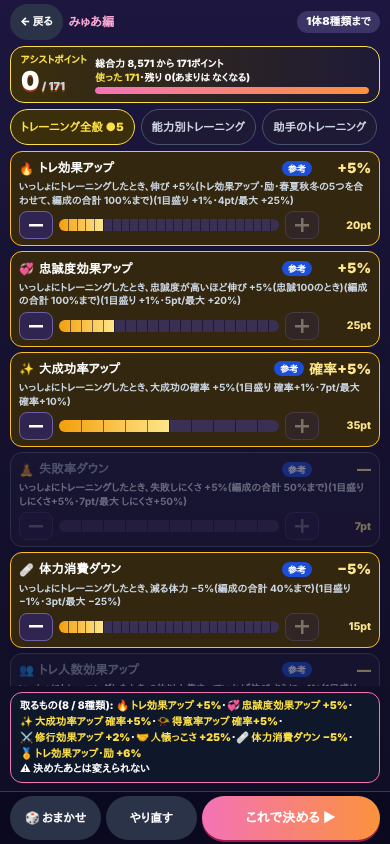 ← 戻る
みゅあ編
1体8種類まで
アシストポイント
0 / 171
総合力 8,571 から 171ポイント
使った 171・残り 0(あまりは なくなる)
トレーニング全般 ●5
能力別トレーニング
助手のトレーニング
🔥 トレ効果アップ
参考
+5%
いっしょにトレーニングしたとき、伸び +5%(トレ効果アップ・励・春夏秋冬の5つを合
わせて、編成の合計 100%まで)(1目盛り +1%・4pt/最大 +25%)
20pt
💞 忠誠度効果アップ
参考
+5%
いっしょにトレーニングしたとき、忠誠度が高いほど伸び +5%(忠誠100のとき)(編成
の合計 100%まで)(1目盛り +1%・5pt/最大 +20%)
25pt
✨ 大成功率アップ
参考
確率+5%
いっしょにトレーニングしたとき、大成功の確率 +5%(1目盛り 確率+1%・7pt/最大
確率+10%)
35pt
失敗率ダウン
参考
—
いっしょにトレーニングしたとき、失敗しにくさ +5%(編成の合計 50%まで)(1目盛り
しにくさ+5%・7pt/最大 しにくさ+50%)
7pt
🩹 体力消費ダウン
参考
−5%
いっしょにトレーニングしたとき、減る体力 −5%(編成の合計 40%まで)(1目盛り
−1%・3pt/最大 −25%)
15pt
👥 トレ人数効果アップ
参考
—
取るもの(8 / 8種類): 🔥 トレ効果アップ +5%・💞 忠誠度効果アップ +5%・
✨ 大成功率アップ 確率+5%・得意率アップ 確率+5%・
⚔️ 修行効果アップ +2%・🤝 人懐っこさ +25%・🩹 体力消費ダウン −5%・
🏅 トレ効果アップ・励 +6%
⚠ 決めたあとは変えられない
🎲 おまかせ
やり直す
これで決める ▶